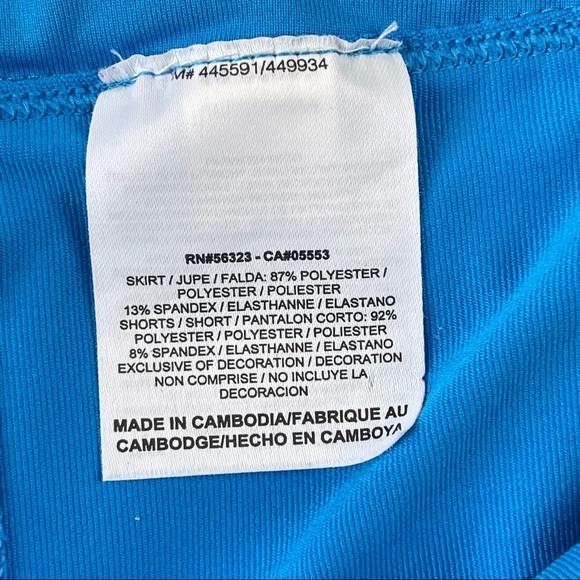 M# 445591/449934
RN#56323 - CA#05553
SKIRT / JUPE / FALDA: 87% POLYESTER /
POLYESTER / POLIESTER
13% SPANDEX / ELASTHANNE / ELASTANO
SHORTS / SHORT / PANTALON CORTO: 92%
POLYESTER / POLYESTER / POLIESTER
8% SPANDEX / ELASTHANNE / ELASTANO
EXCLUSIVE OF DECORATION / DECORATION
NON COMPRISE / NO INCLUYE LA
DECORACION
MADE IN CAMBODIA/FABRIQUE AU
CAMBODGE/HECHO EN CAMBOYA